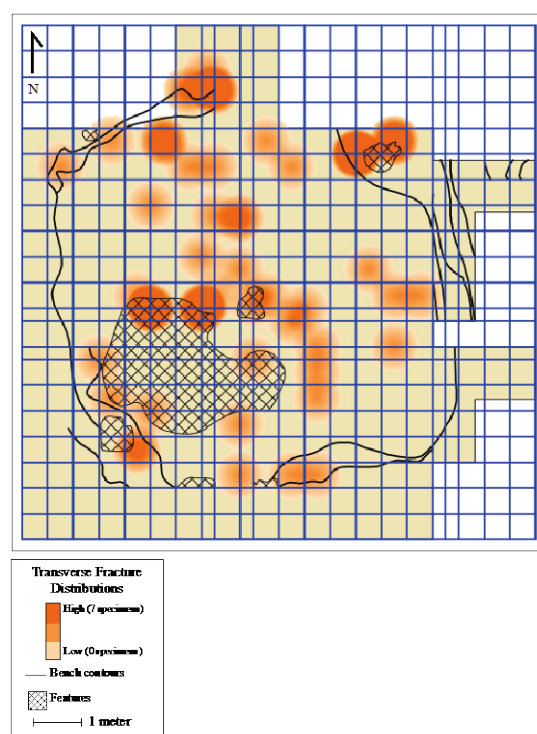 N
Transverse Fracture
Distributions
High (7 specimens)
Low (0 specimens)
Bench contours
Features
1 meter